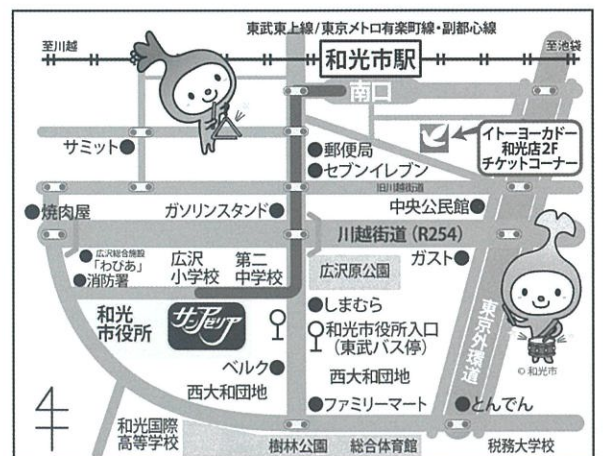 東武東上線/東京メトロ有楽町線・副都心線
至川越
至池袋
和光市駅
南口
イトーヨーカドー
和光店2F
チケットコーナー
サミット
郵便局
セブンイレブン
旧川越街道
焼肉屋
ガソリンスタンド
中央公民館
川越街道（R254）
ガスト
広沢総合施設
「わぴあ」
消防署
広沢
小学校
第二
中学校
広沢原公園
和光
市役所
サンアゼリア
しまむら
和光市役所入口
（東武バス停）
東京外環道
© 和光市
ベルク
西大和団地
西大和団地
ファミリーマート
とんでん
和光国際
高等学校
樹林公園
総合体育館
税務大学校